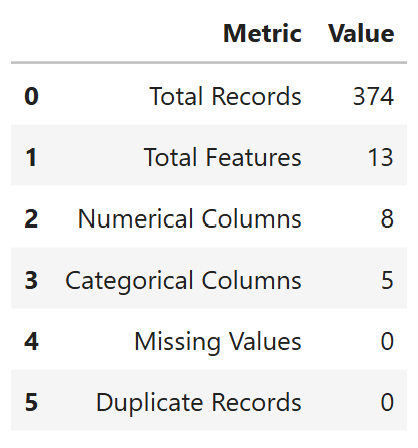 Metric Value
0 Total Records 374
1 Total Features 13
2 Numerical Columns 8
3 Categorical Columns 5
4 Missing Values 0
5 Duplicate Records 0